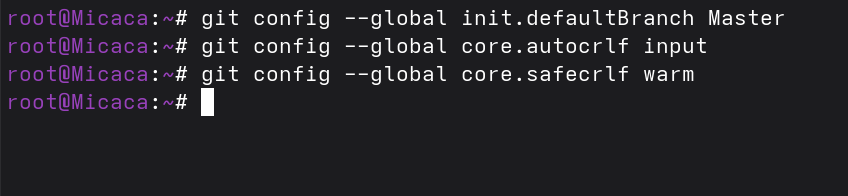 root@Micaca:~# git config --global init.defaultBranch Master
root@Micaca:~# git config --global core.autocrlf input
root@Micaca:~# git config --global core.safecrlf warm
root@Micaca:~#